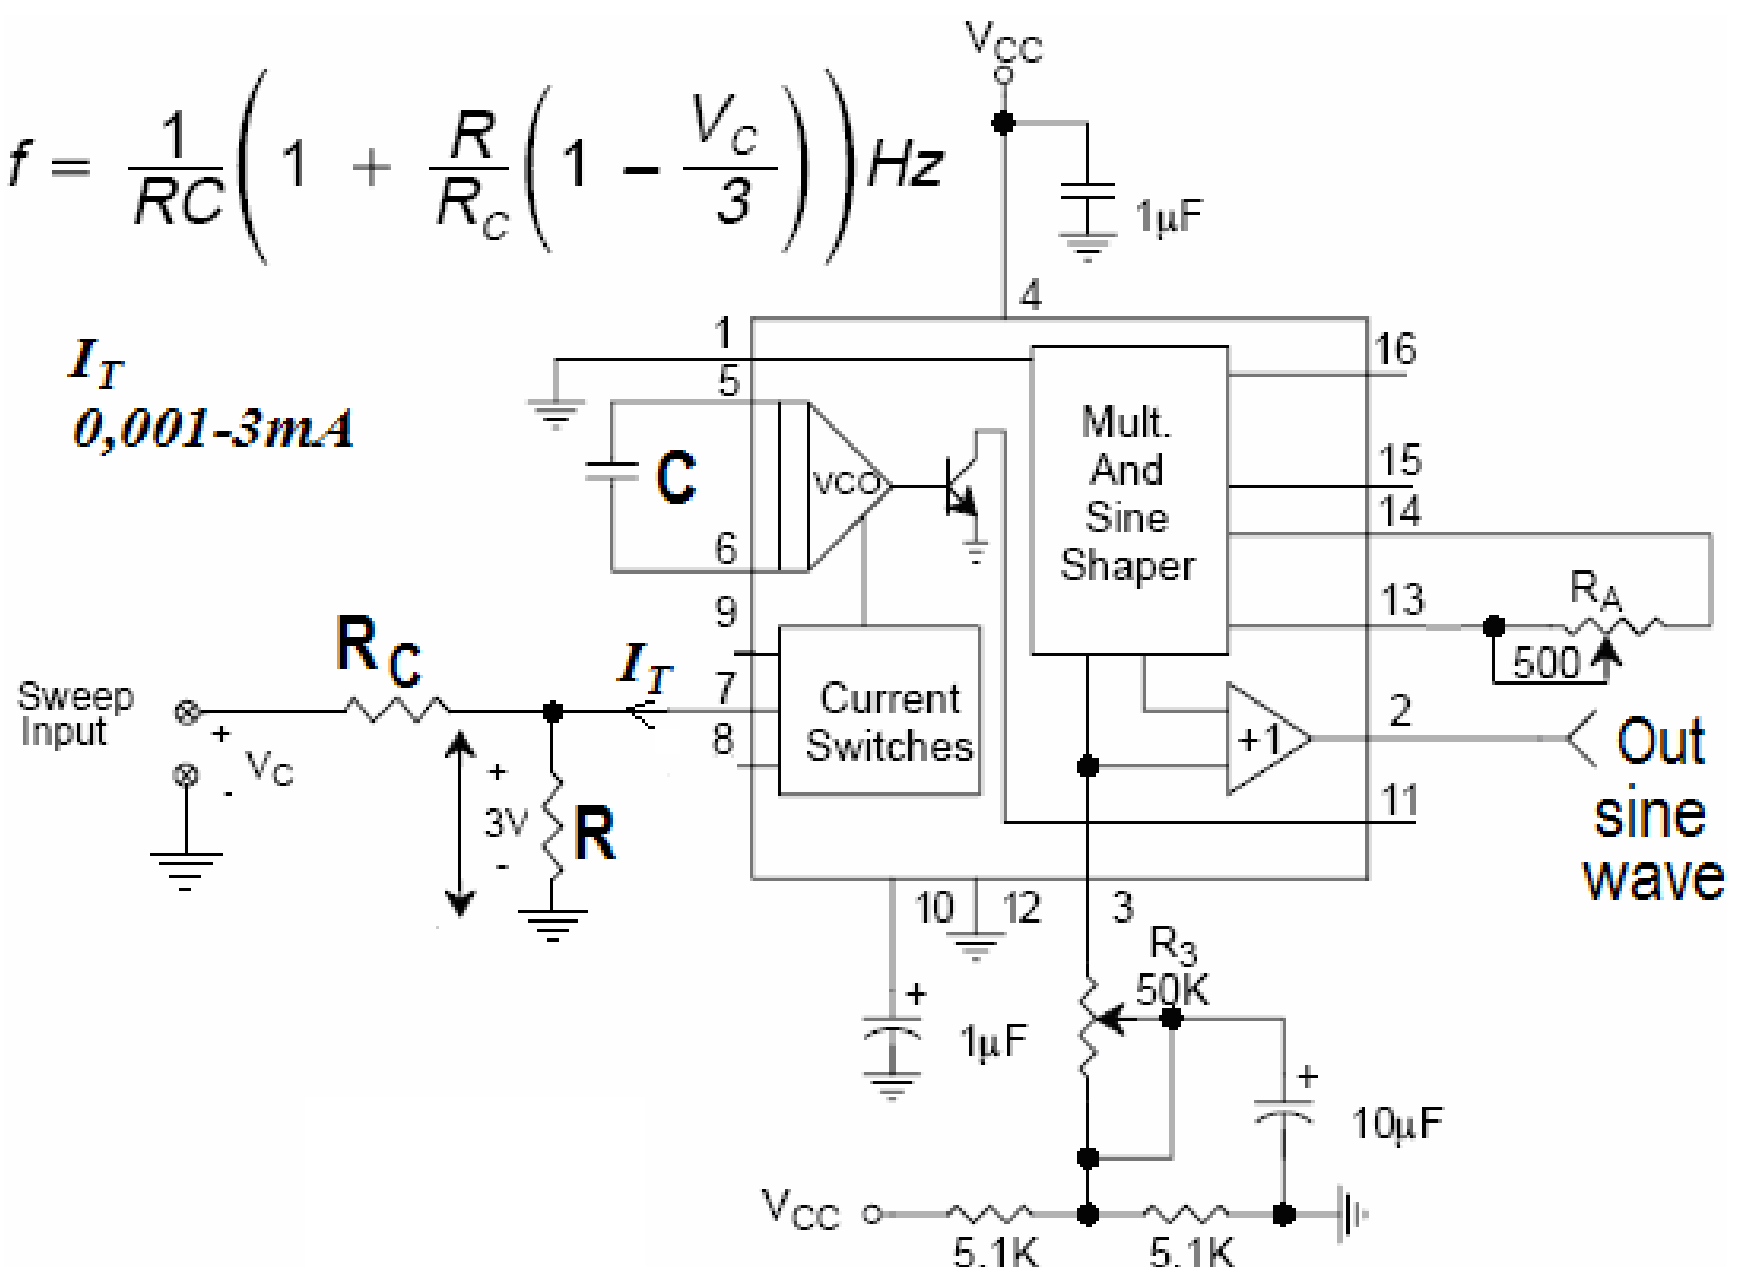 V_CC
f = 1/RC (1 + R/R_C (1 - V_C/3)) Hz
1µF
4
I_T
0,001-3mA
1
5
16
C
VCO
Mult.
And
Sine
Shaper
15
14
6
9
13
R_A
500
R_C
I_T
Sweep
Input
+
V_C
-
7
8
Current
Switches
+
3V
-
R
+1
2
Out
sine
wave
11
10
12
3
R_3
50K
+
1µF
+
10µF
V_CC
5.1K
5.1K